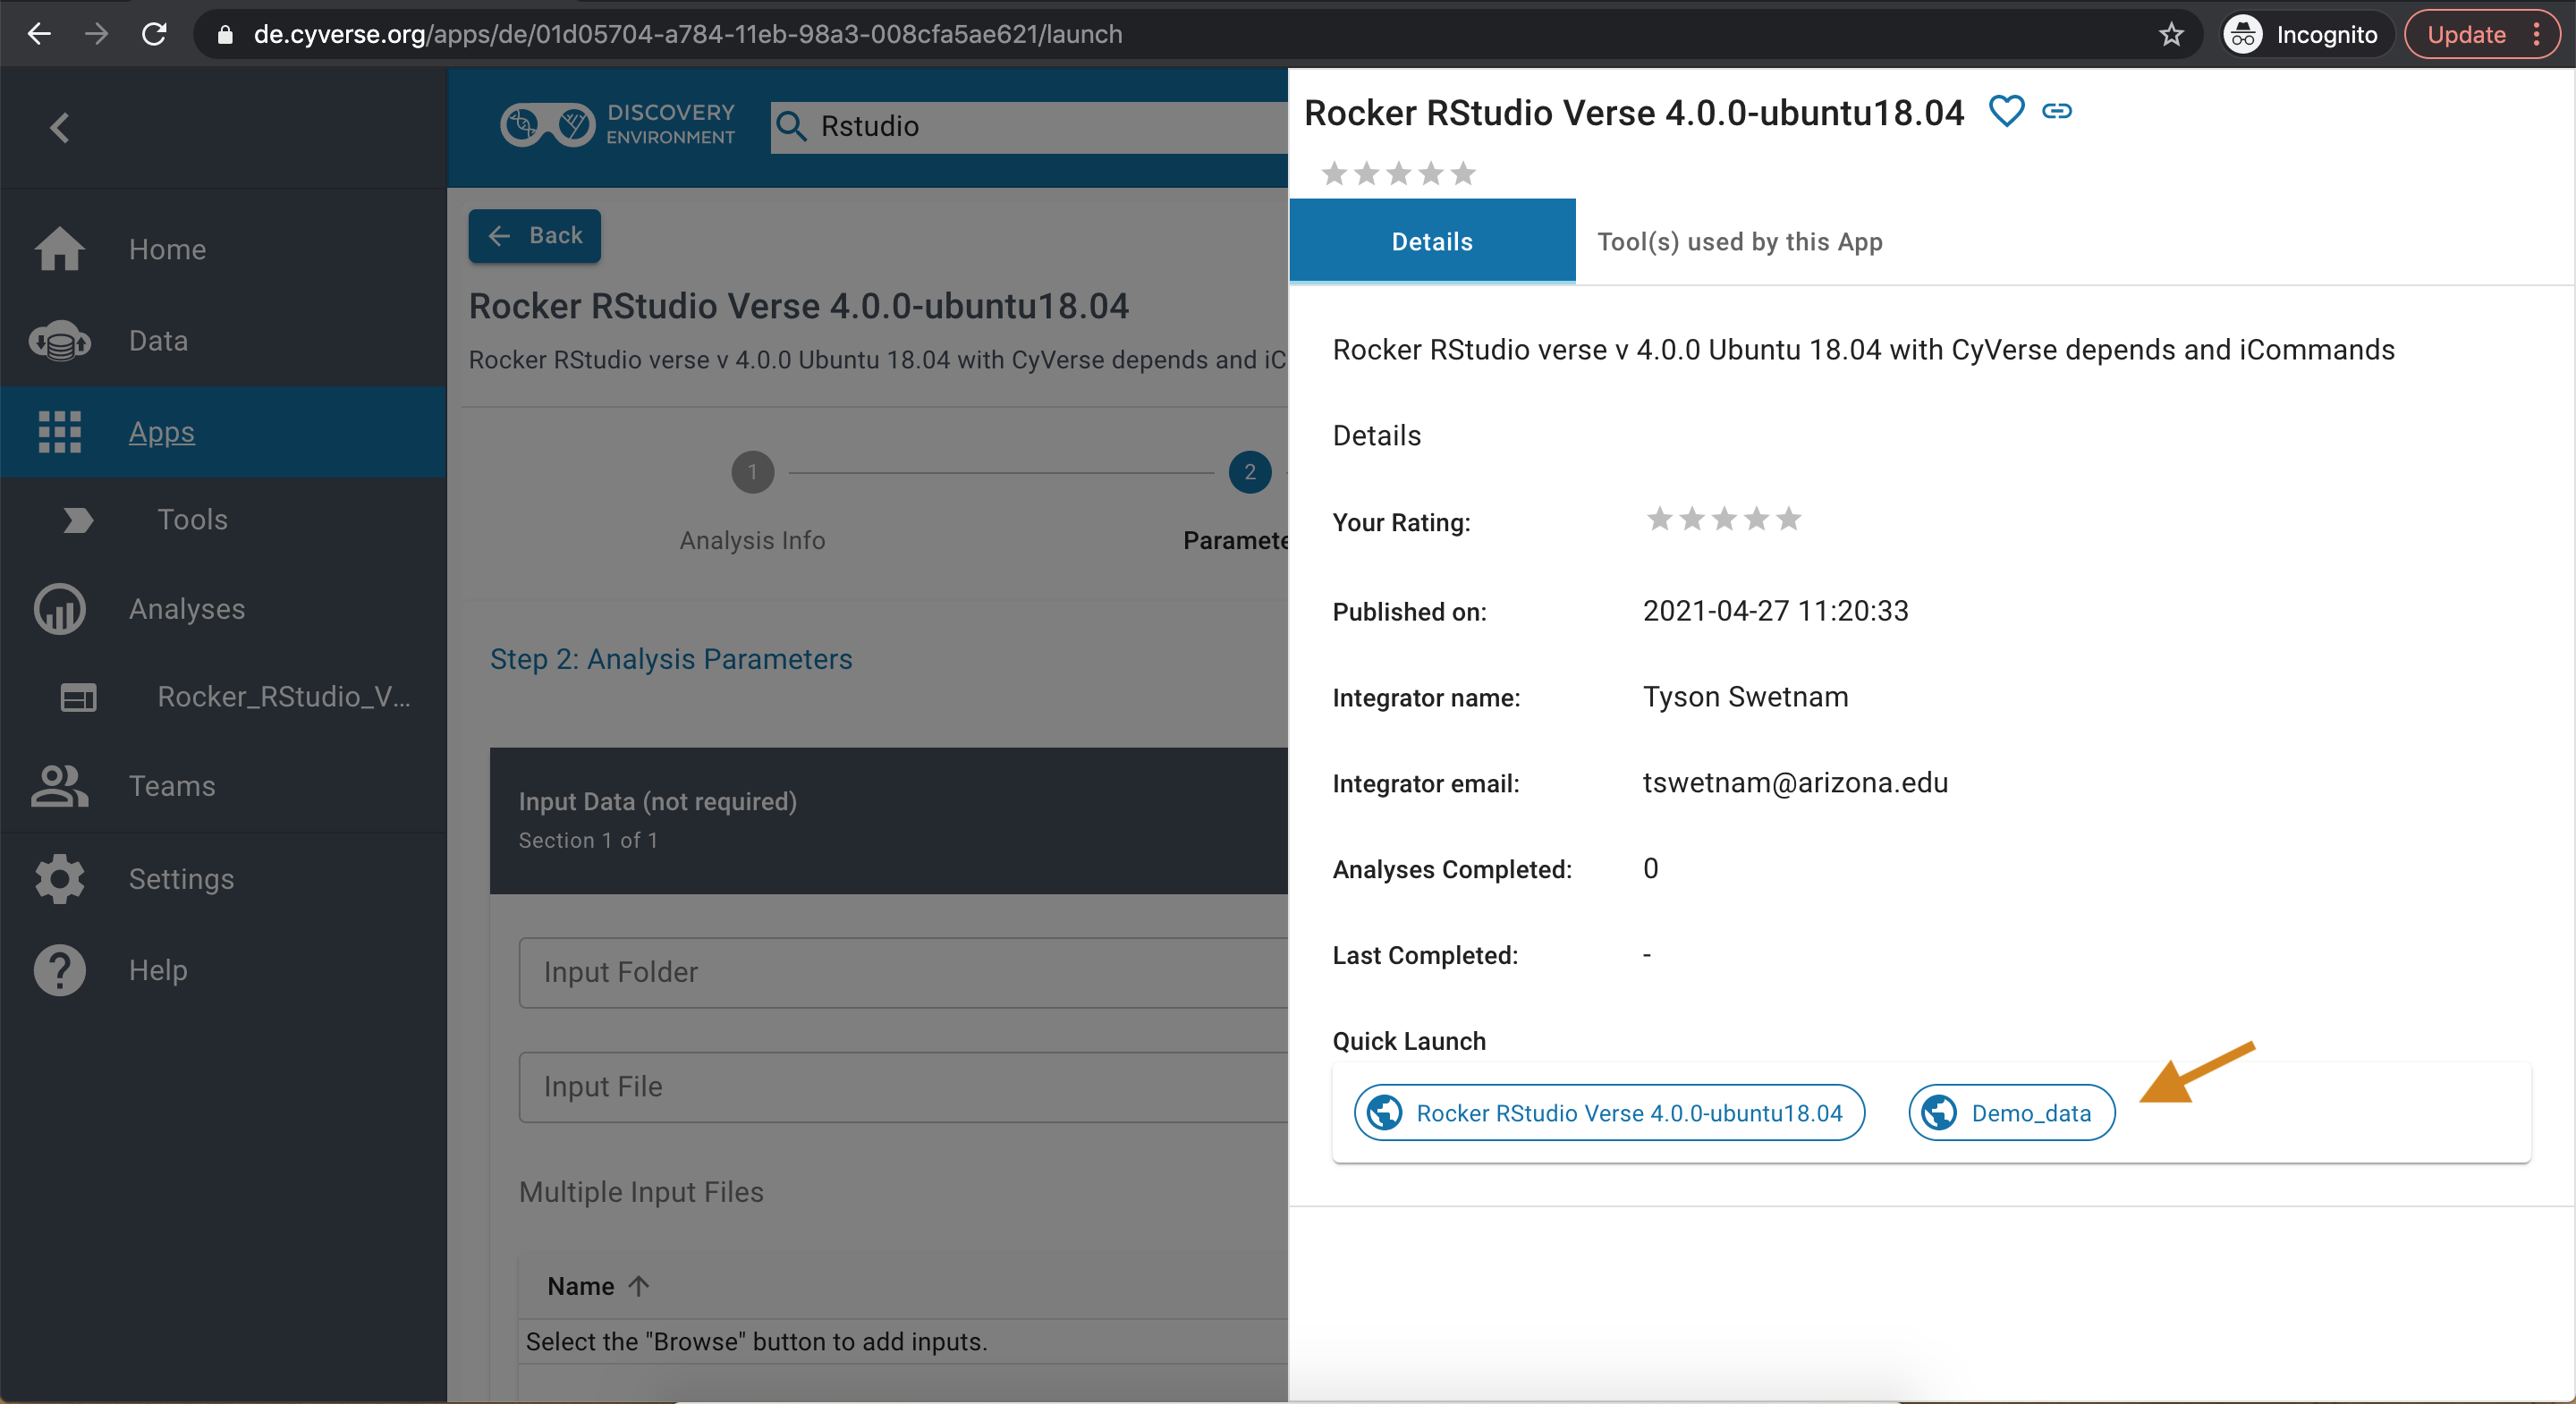 de.cyverse.org/apps/de/01d05704-a784-11eb-98a3-008cfa5ae621/launch
Incognito
Update
Home
Data
Apps
Tools
Analyses
Rocker_RStudio_V...
Teams
Settings
Help
DISCOVERY
ENVIRONMENT
Rstudio
Back
Rocker RStudio Verse 4.0.0-ubuntu18.04
Rocker RStudio verse v 4.0.0 Ubuntu 18.04 with CyVerse depends and iC
1
2
Analysis Info
Paramete
Step 2: Analysis Parameters
Input Data (not required)
Section 1 of 1
Input Folder
Input File
Multiple Input Files
Name
Select the "Browse" button to add inputs.
Rocker RStudio Verse 4.0.0-ubuntu18.04
Details
Tool(s) used by this App
Rocker RStudio verse v 4.0.0 Ubuntu 18.04 with CyVerse depends and iCommands
Details
Your Rating:
Published on: 2021-04-27 11:20:33
Integrator name: Tyson Swetnam
Integrator email: tswetnam@arizona.edu
Analyses Completed: 0
Last Completed: -
Quick Launch
Rocker RStudio Verse 4.0.0-ubuntu18.04
Demo_data